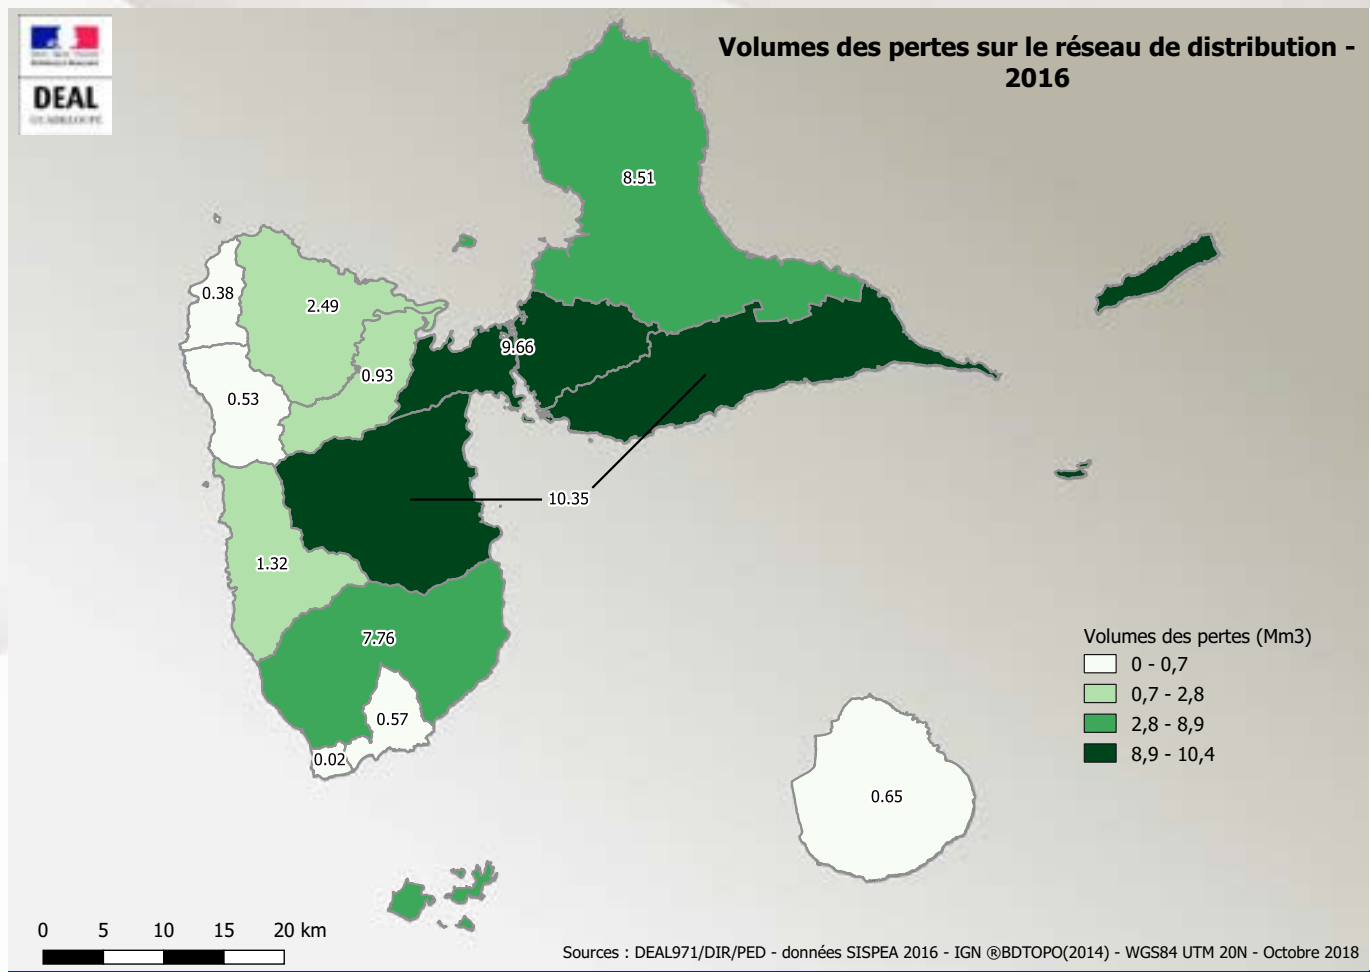 DEAL
GUADELOUPE
Volumes des pertes sur le réseau de distribution -
2016
8.51
0.38
2.49
9.66
0.93
0.53
10.35
1.32
7.76
0.57
0.02
0.65
Volumes des pertes (Mm3)
0 - 0,7
0,7 - 2,8
2,8 - 8,9
8,9 - 10,4
0 5 10 15 20 km
Sources : DEAL971/DIR/PED - données SISPEA 2016 - IGN ®BDTOPO(2014) - WGS84 UTM 20N - Octobre 2018